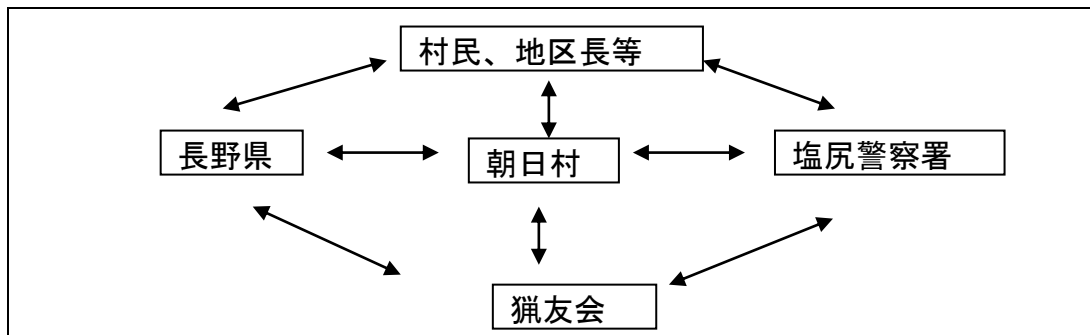 村民、地区長等
長野県
朝日村
塩尻警察署
猟友会